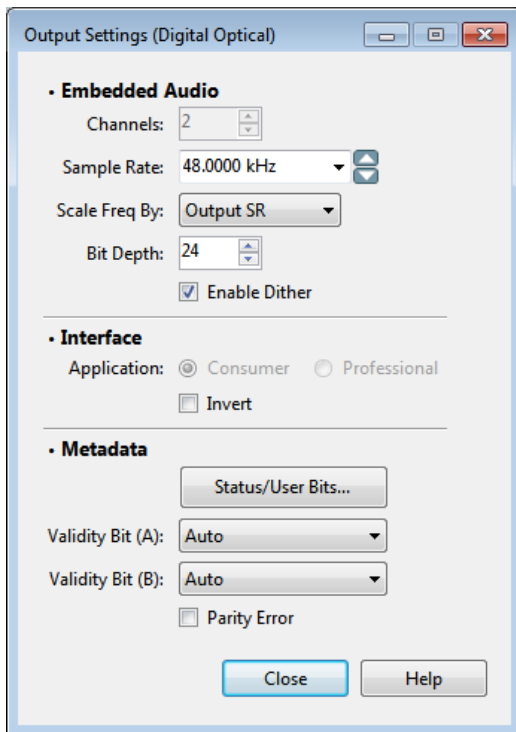 Output Settings (Digital Optical)
• Embedded Audio
Channels: 2
Sample Rate: 48.0000 kHz
Scale Freq By: Output SR
Bit Depth: 24
Enable Dither
• Interface
Application: Consumer Professional
Invert
• Metadata
Status/User Bits...
Validity Bit (A): Auto
Validity Bit (B): Auto
Parity Error
Close Help